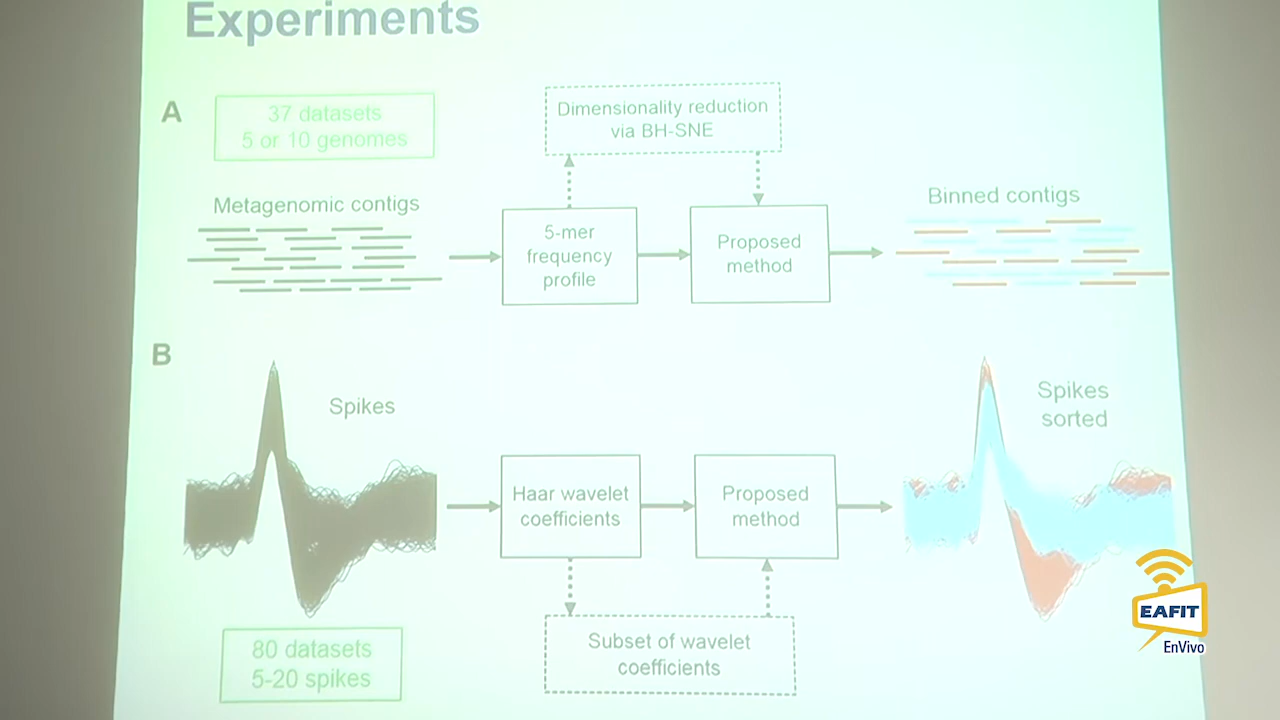 Experiments
A
37 datasets
5 or 10 genomes
Dimensionality reduction
via BH-SNE
Metagenomic contigs
5-mer
frequency
profile
Proposed
method
Binned contigs
B
Spikes
Haar wavelet
coefficients
Proposed
method
Spikes
sorted
80 datasets
5-20 spikes
Subset of wavelet
coefficients
EAFIT
EnVivo